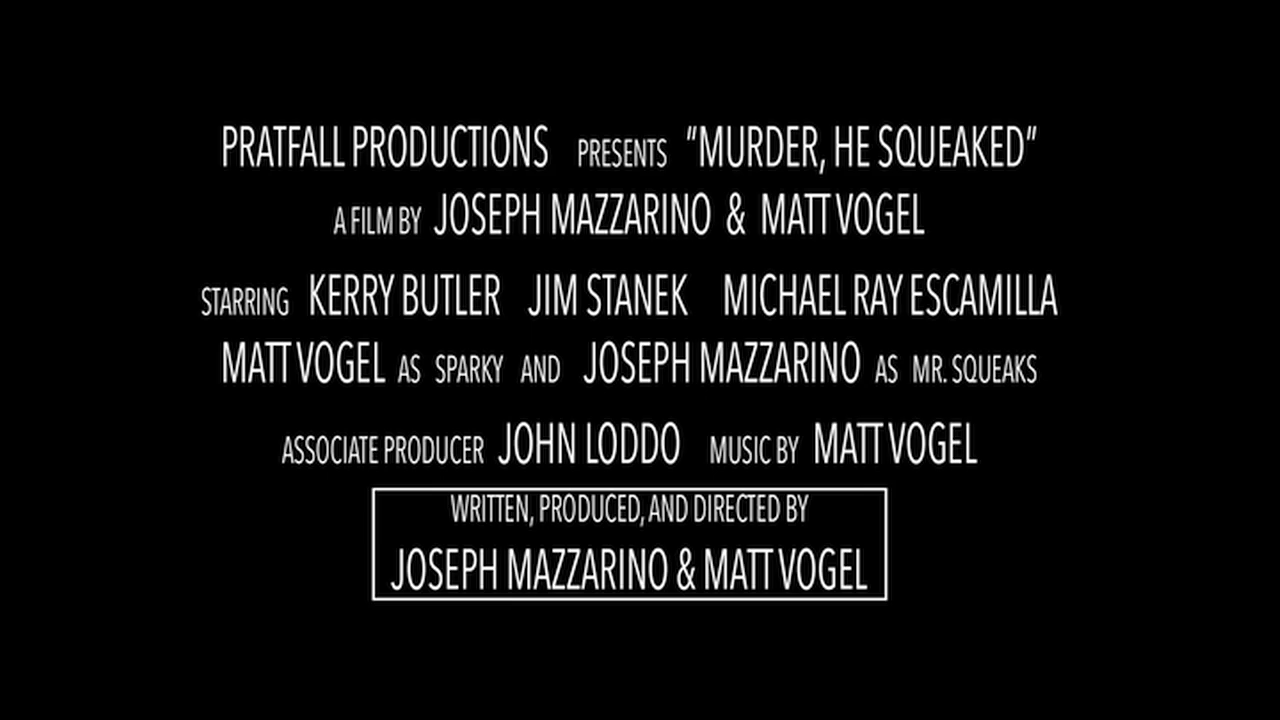 PRATFALL PRODUCTIONS PRESENTS "MURDER, HE SQUEAKED"
A FILM BY JOSEPH MAZZARINO & MATT VOGEL
STARRING KERRY BUTLER JIM STANEK MICHAEL RAY ESCAMILLA
MATT VOGEL AS SPARKY AND JOSEPH MAZZARINO AS MR. SQUEAKS
ASSOCIATE PRODUCER JOHN LODDO MUSIC BY MATT VOGEL
WRITTEN, PRODUCED, AND DIRECTED BY
JOSEPH MAZZARINO & MATT VOGEL